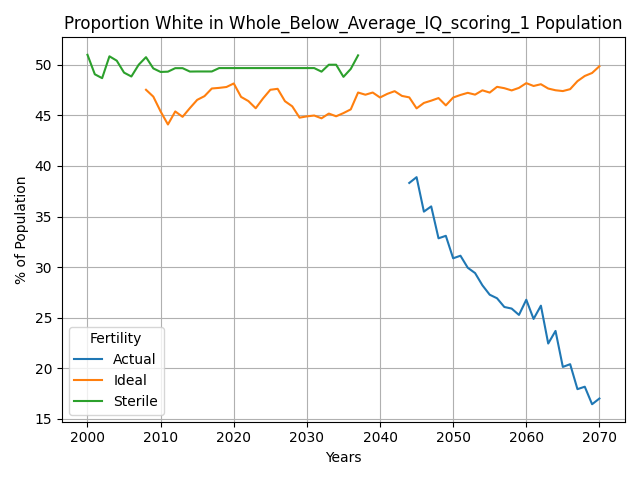 Proportion White in Whole_Below_Average_IQ_scoring_1 Population
% of Population
50
45
40
35
30
25
20
15
Fertility
Actual
Ideal
Sterile
2000 2010 2020 2030 2040 2050 2060 2070
Years